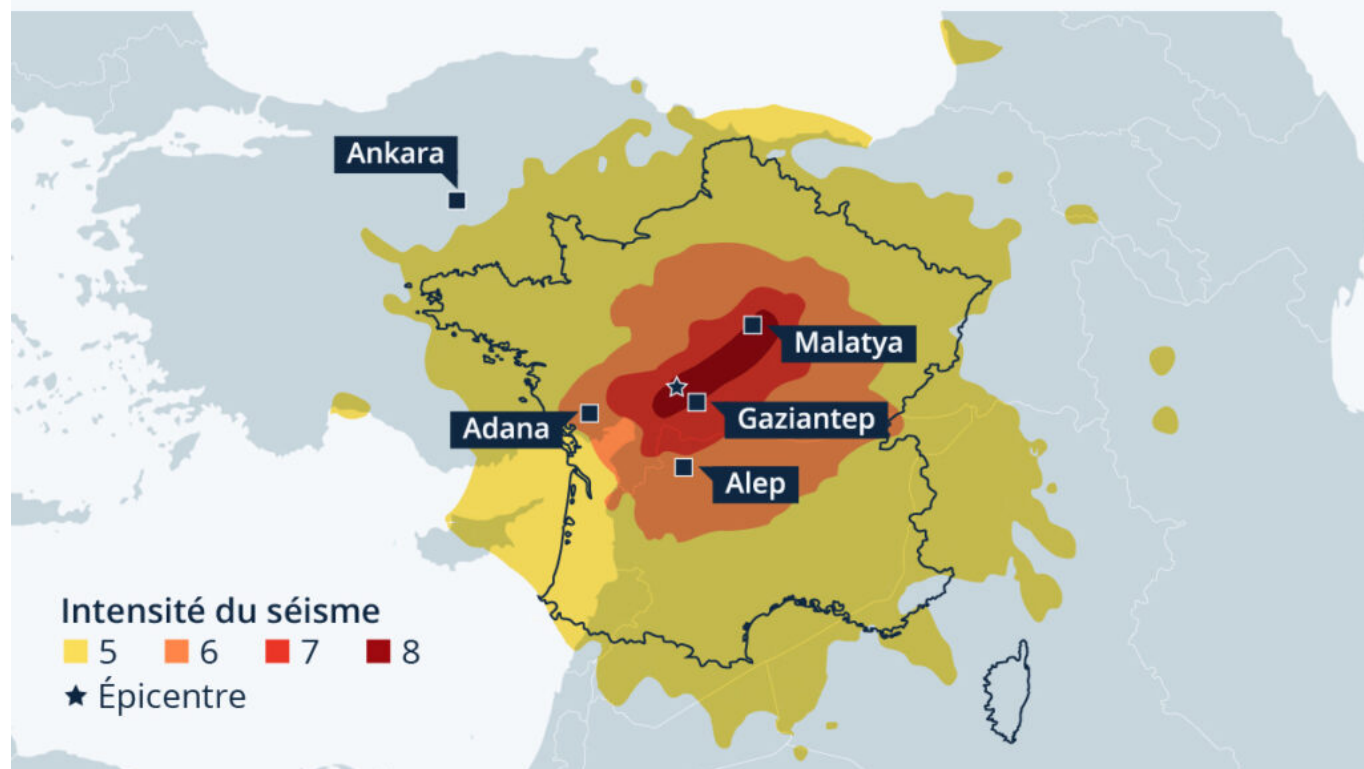 Ankara
Malatya
Adana
Gaziantep
Alep
Intensité du séisme
5 6 7 8
Épicentre